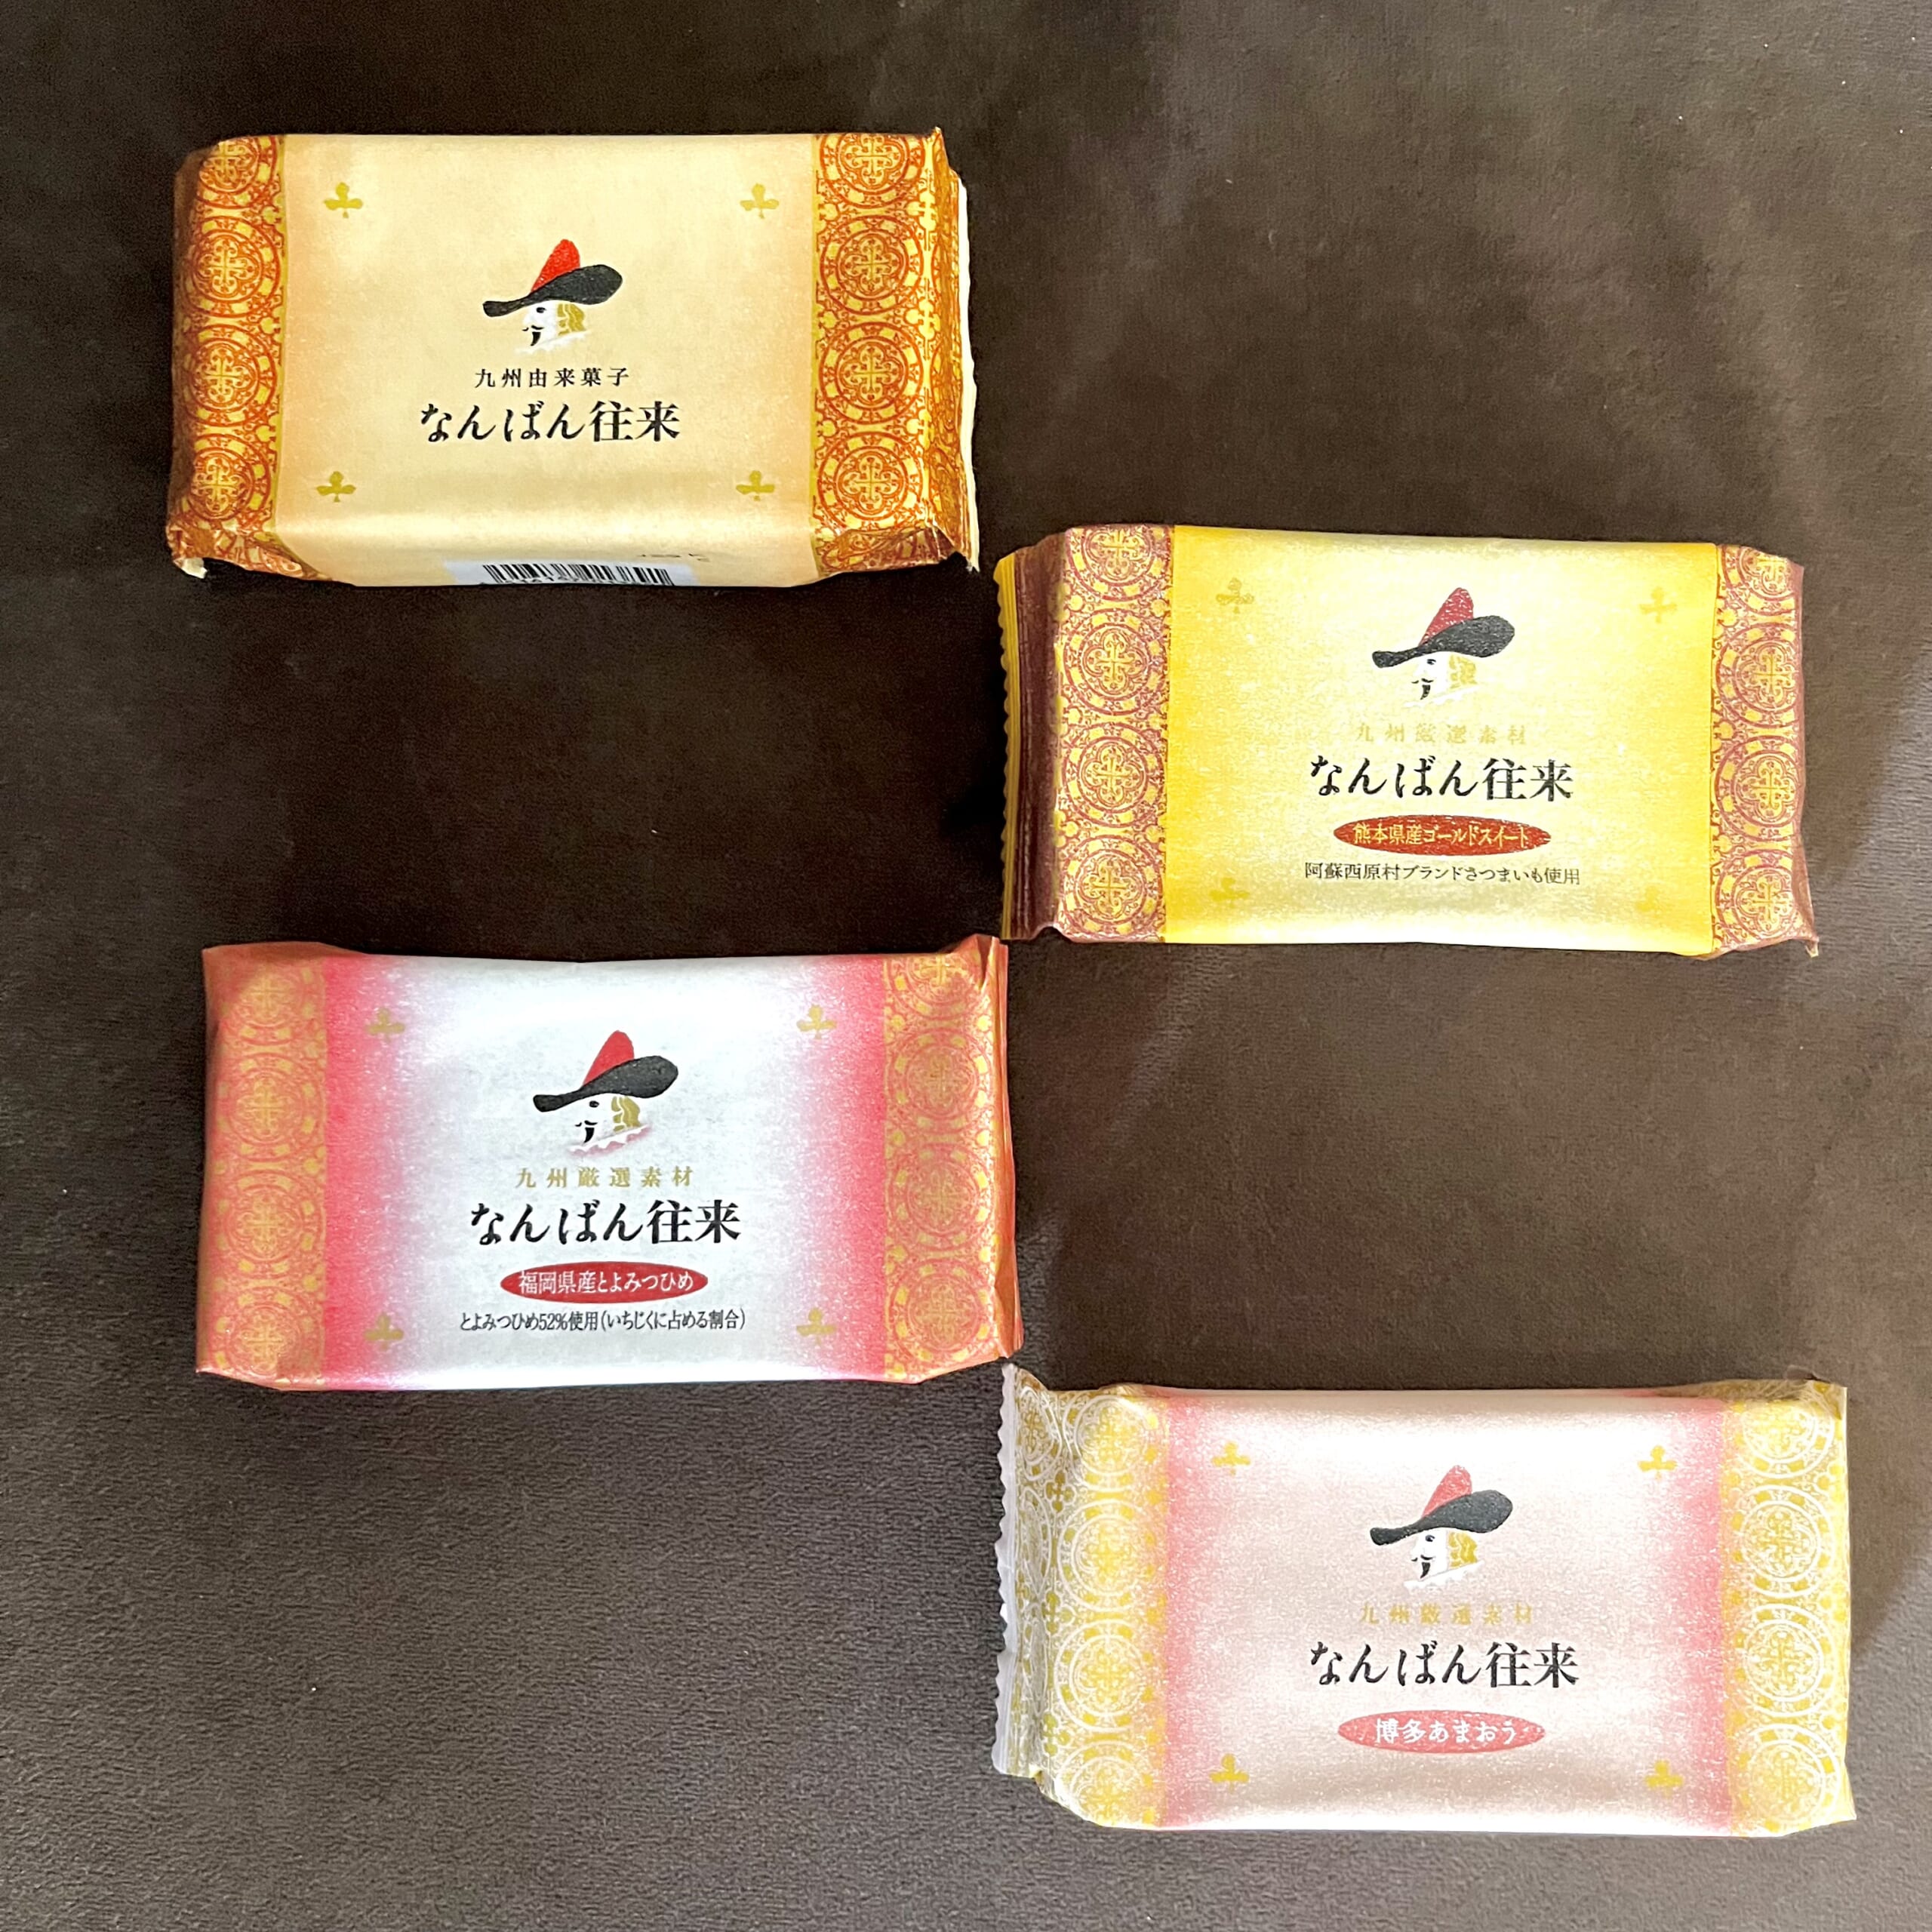 九州由来菓子
なんばん往来
九州厳選素材
なんばん往来
熊本県産ゴールドスイート
阿蘇西原村ブランドさつまいも使用
九州厳選素材
なんばん往来
福岡県産とよみつひめ
とよみつひめ52%使用(いちじくに占める割合)
九州厳選素材
なんばん往来
博多あまおう